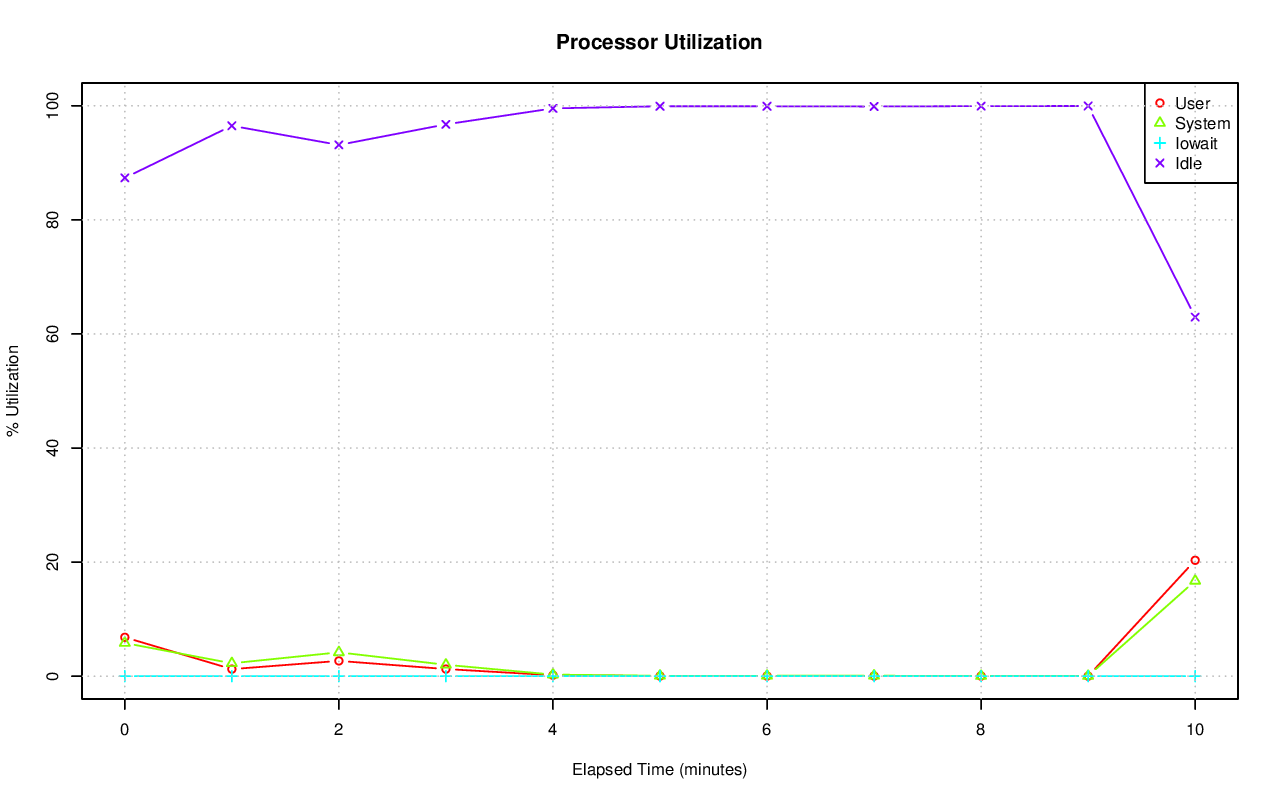 Processor Utilization
User
System
Iowait
Idle
100
80
60
40
20
0
% Utilization
0 2 4 6 8 10
Elapsed Time (minutes)